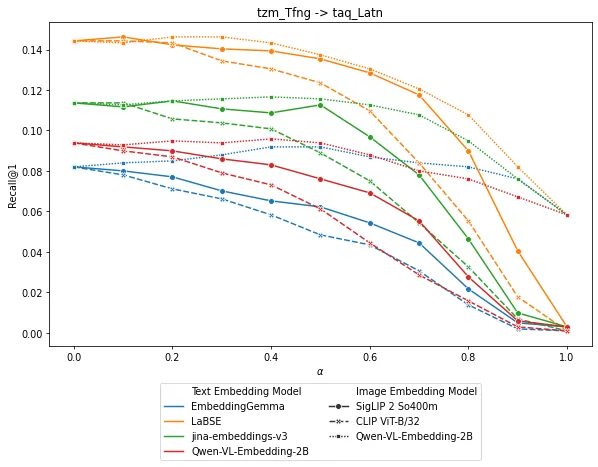 tzm_Tfng -> taq_Latn
Recall@1
0.14
0.12
0.10
0.08
0.06
0.04
0.02
0.00
0.0 0.2 0.4 0.6 0.8 1.0
α
Text Embedding Model
EmbeddingGemma
LaBSE
jina-embeddings-v3
Qwen-VL-Embedding-2B
Image Embedding Model
SigLIP 2 So400m
CLIP ViT-B/32
Qwen-VL-Embedding-2B